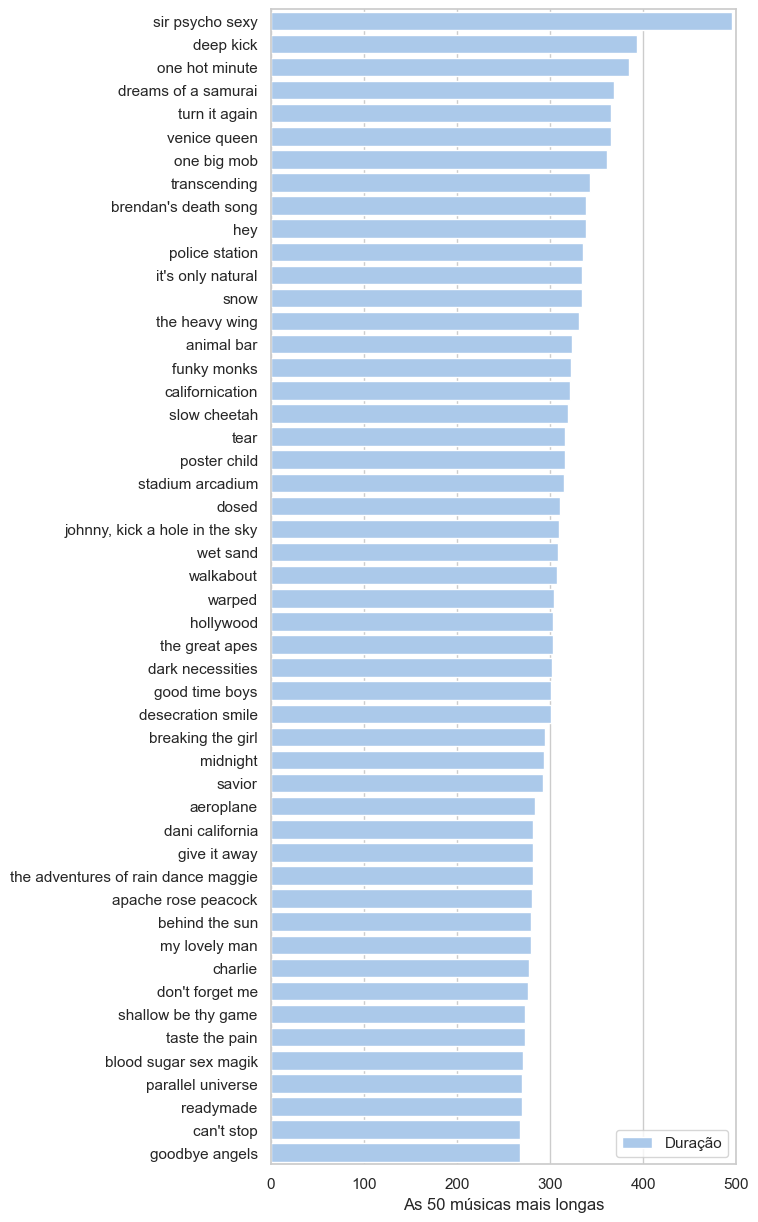 sir psycho sexy
deep kick
one hot minute
dreams of a samurai
turn it again
venice queen
one big mob
transcending
brendan's death song
hey
police station
it's only natural
snow
the heavy wing
animal bar
funky monks
californication
slow cheetah
tear
poster child
stadium arcadium
dosed
johnny, kick a hole in the sky
wet sand
walkabout
warped
hollywood
the great apes
dark necessities
good time boys
desecration smile
breaking the girl
midnight
savior
aeroplane
dani california
give it away
the adventures of rain dance maggie
apache rose peacock
behind the sun
my lovely man
charlie
don't forget me
shallow be thy game
taste the pain
blood sugar sex magik
parallel universe
readymade
can't stop
goodbye angels
Duração
0 100 200 300 400 500
As 50 músicas mais longas